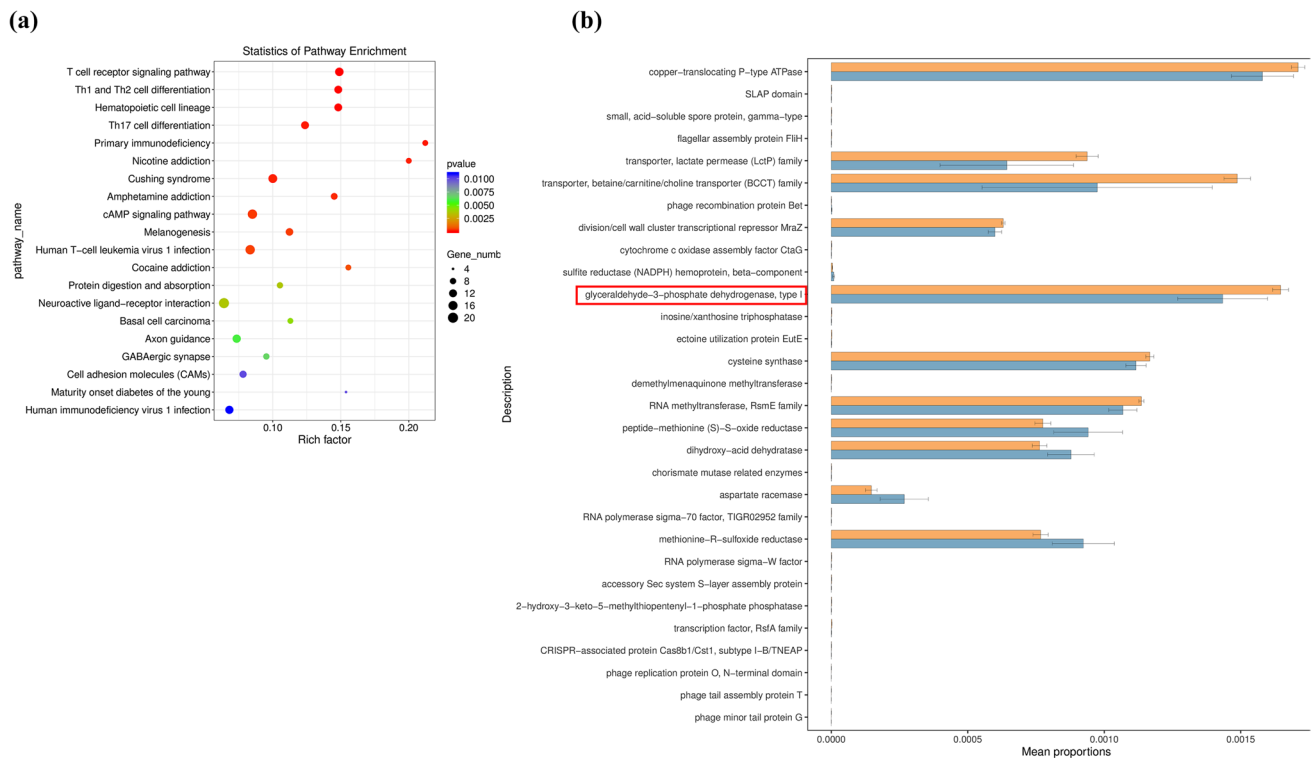 (a)
Statistics of Pathway Enrichment
pathway_name
T cell receptor signaling pathway
Th1 and Th2 cell differentiation
Hematopoietic cell lineage
Th17 cell differentiation
Primary immunodeficiency
Nicotine addiction
Cushing syndrome
Amphetamine addiction
cAMP signaling pathway
Melanogenesis
Human T−cell leukemia virus 1 infection
Cocaine addiction
Protein digestion and absorption
Neuroactive ligand−receptor interaction
Basal cell carcinoma
Axon guidance
GABAergic synapse
Cell adhesion molecules (CAMs)
Maturity onset diabetes of the young
Human immunodeficiency virus 1 infection
0.10 0.15 0.20
Rich factor
pvalue
0.0100
0.0075
0.0050
0.0025
Gene_numb
4
8
12
16
20
(b)
Description
copper−translocating P−type ATPase
SLAP domain
small, acid−soluble spore protein, gamma−type
flagellar assembly protein FliH
transporter, lactate permease (LctP) family
transporter, betaine/carnitine/choline transporter (BCCT) family
phage recombination protein Bet
division/cell wall cluster transcriptional repressor MraZ
cytochrome c oxidase assembly factor CtaG
sulfite reductase (NADPH) hemoprotein, beta−component
glyceraldehyde−3−phosphate dehydrogenase, type I
inosine/xanthosine triphosphatase
ectoine utilization protein EutE
cysteine synthase
demethylmenaquinone methyltransferase
RNA methyltransferase, RsmE family
peptide−methionine (S)−S−oxide reductase
dihydroxy−acid dehydratase
chorismate mutase related enzymes
aspartate racemase
RNA polymerase sigma−70 factor, TIGR02952 family
methionine−R−sulfoxide reductase
RNA polymerase sigma−W factor
accessory Sec system S−layer assembly protein
2−hydroxy−3−keto−5−methylthiopentenyl−1−phosphate phosphatase
transcription factor, RsfA family
CRISPR−associated protein Cas8b1/Cst1, subtype I−B/TNEAP
phage replication protein O, N−terminal domain
phage tail assembly protein T
phage minor tail protein G
0.0000 0.0005 0.0010 0.0015
Mean proportions